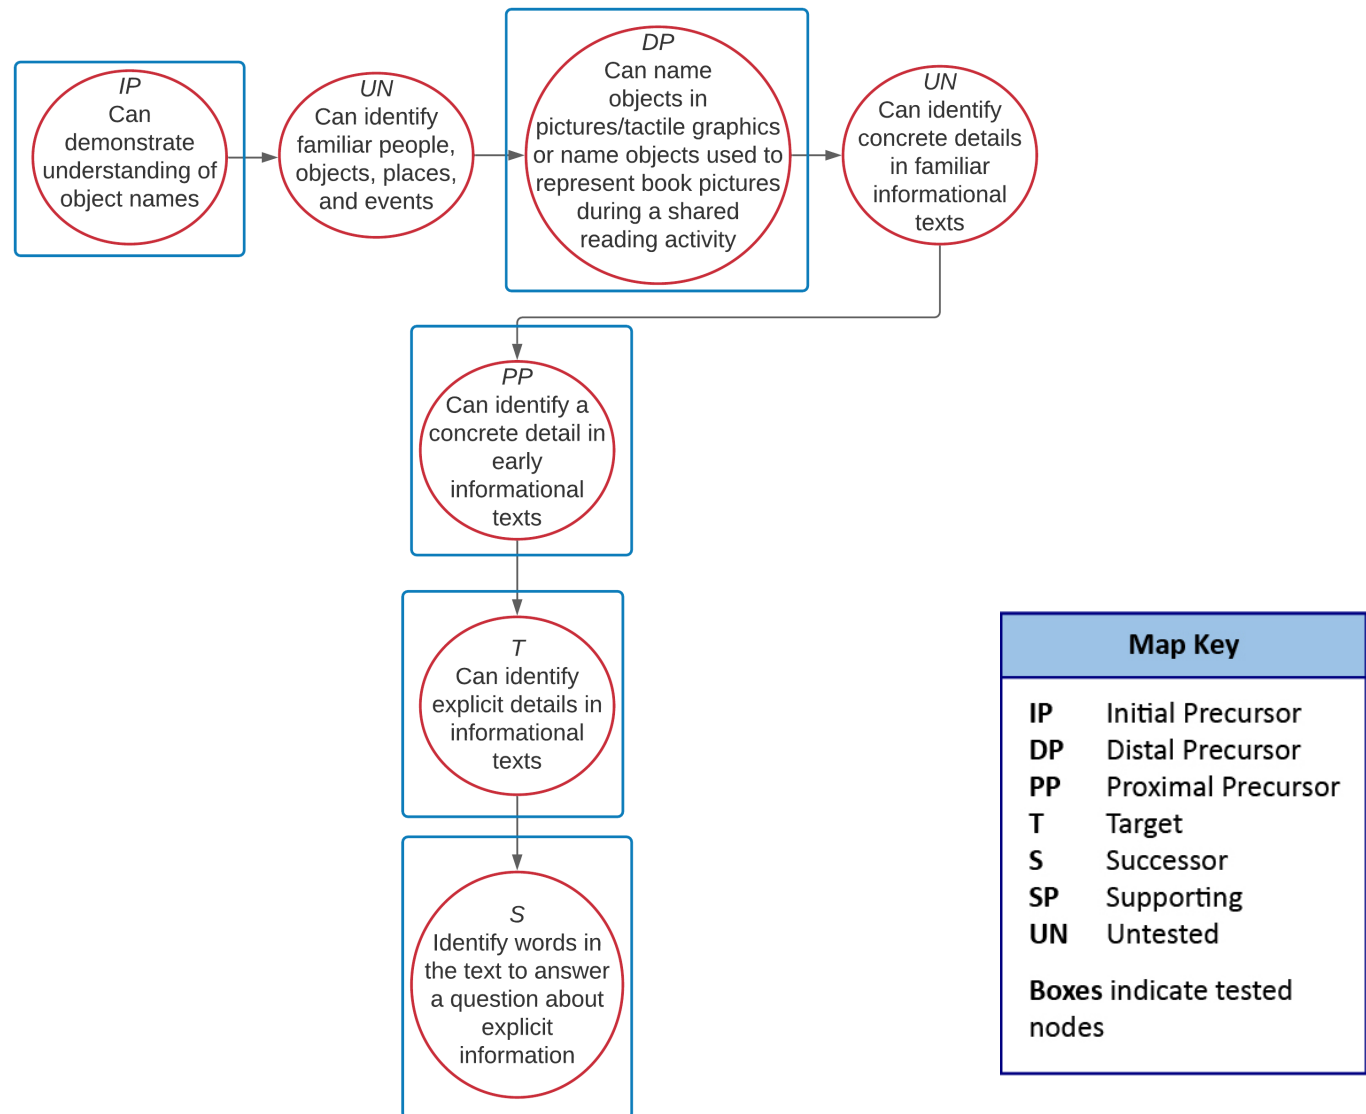 IP
Can
demonstrate
understanding of
object names
UN
Can identify
familiar people,
objects, places,
and events
DP
Can name
objects in
pictures/tactile graphics
or name objects used to
represent book pictures
during a shared
reading activity
UN
Can identify
concrete details
in familiar
informational
texts
PP
Can identify a
concrete detail in
early
informational
texts
T
Can identify
explicit details in
informational
texts
S
Identify words in
the text to answer
a question about
explicit
information
Map Key
IP Initial Precursor
DP Distal Precursor
PP Proximal Precursor
T Target
S Successor
SP Supporting
UN Untested
Boxes indicate tested
nodes